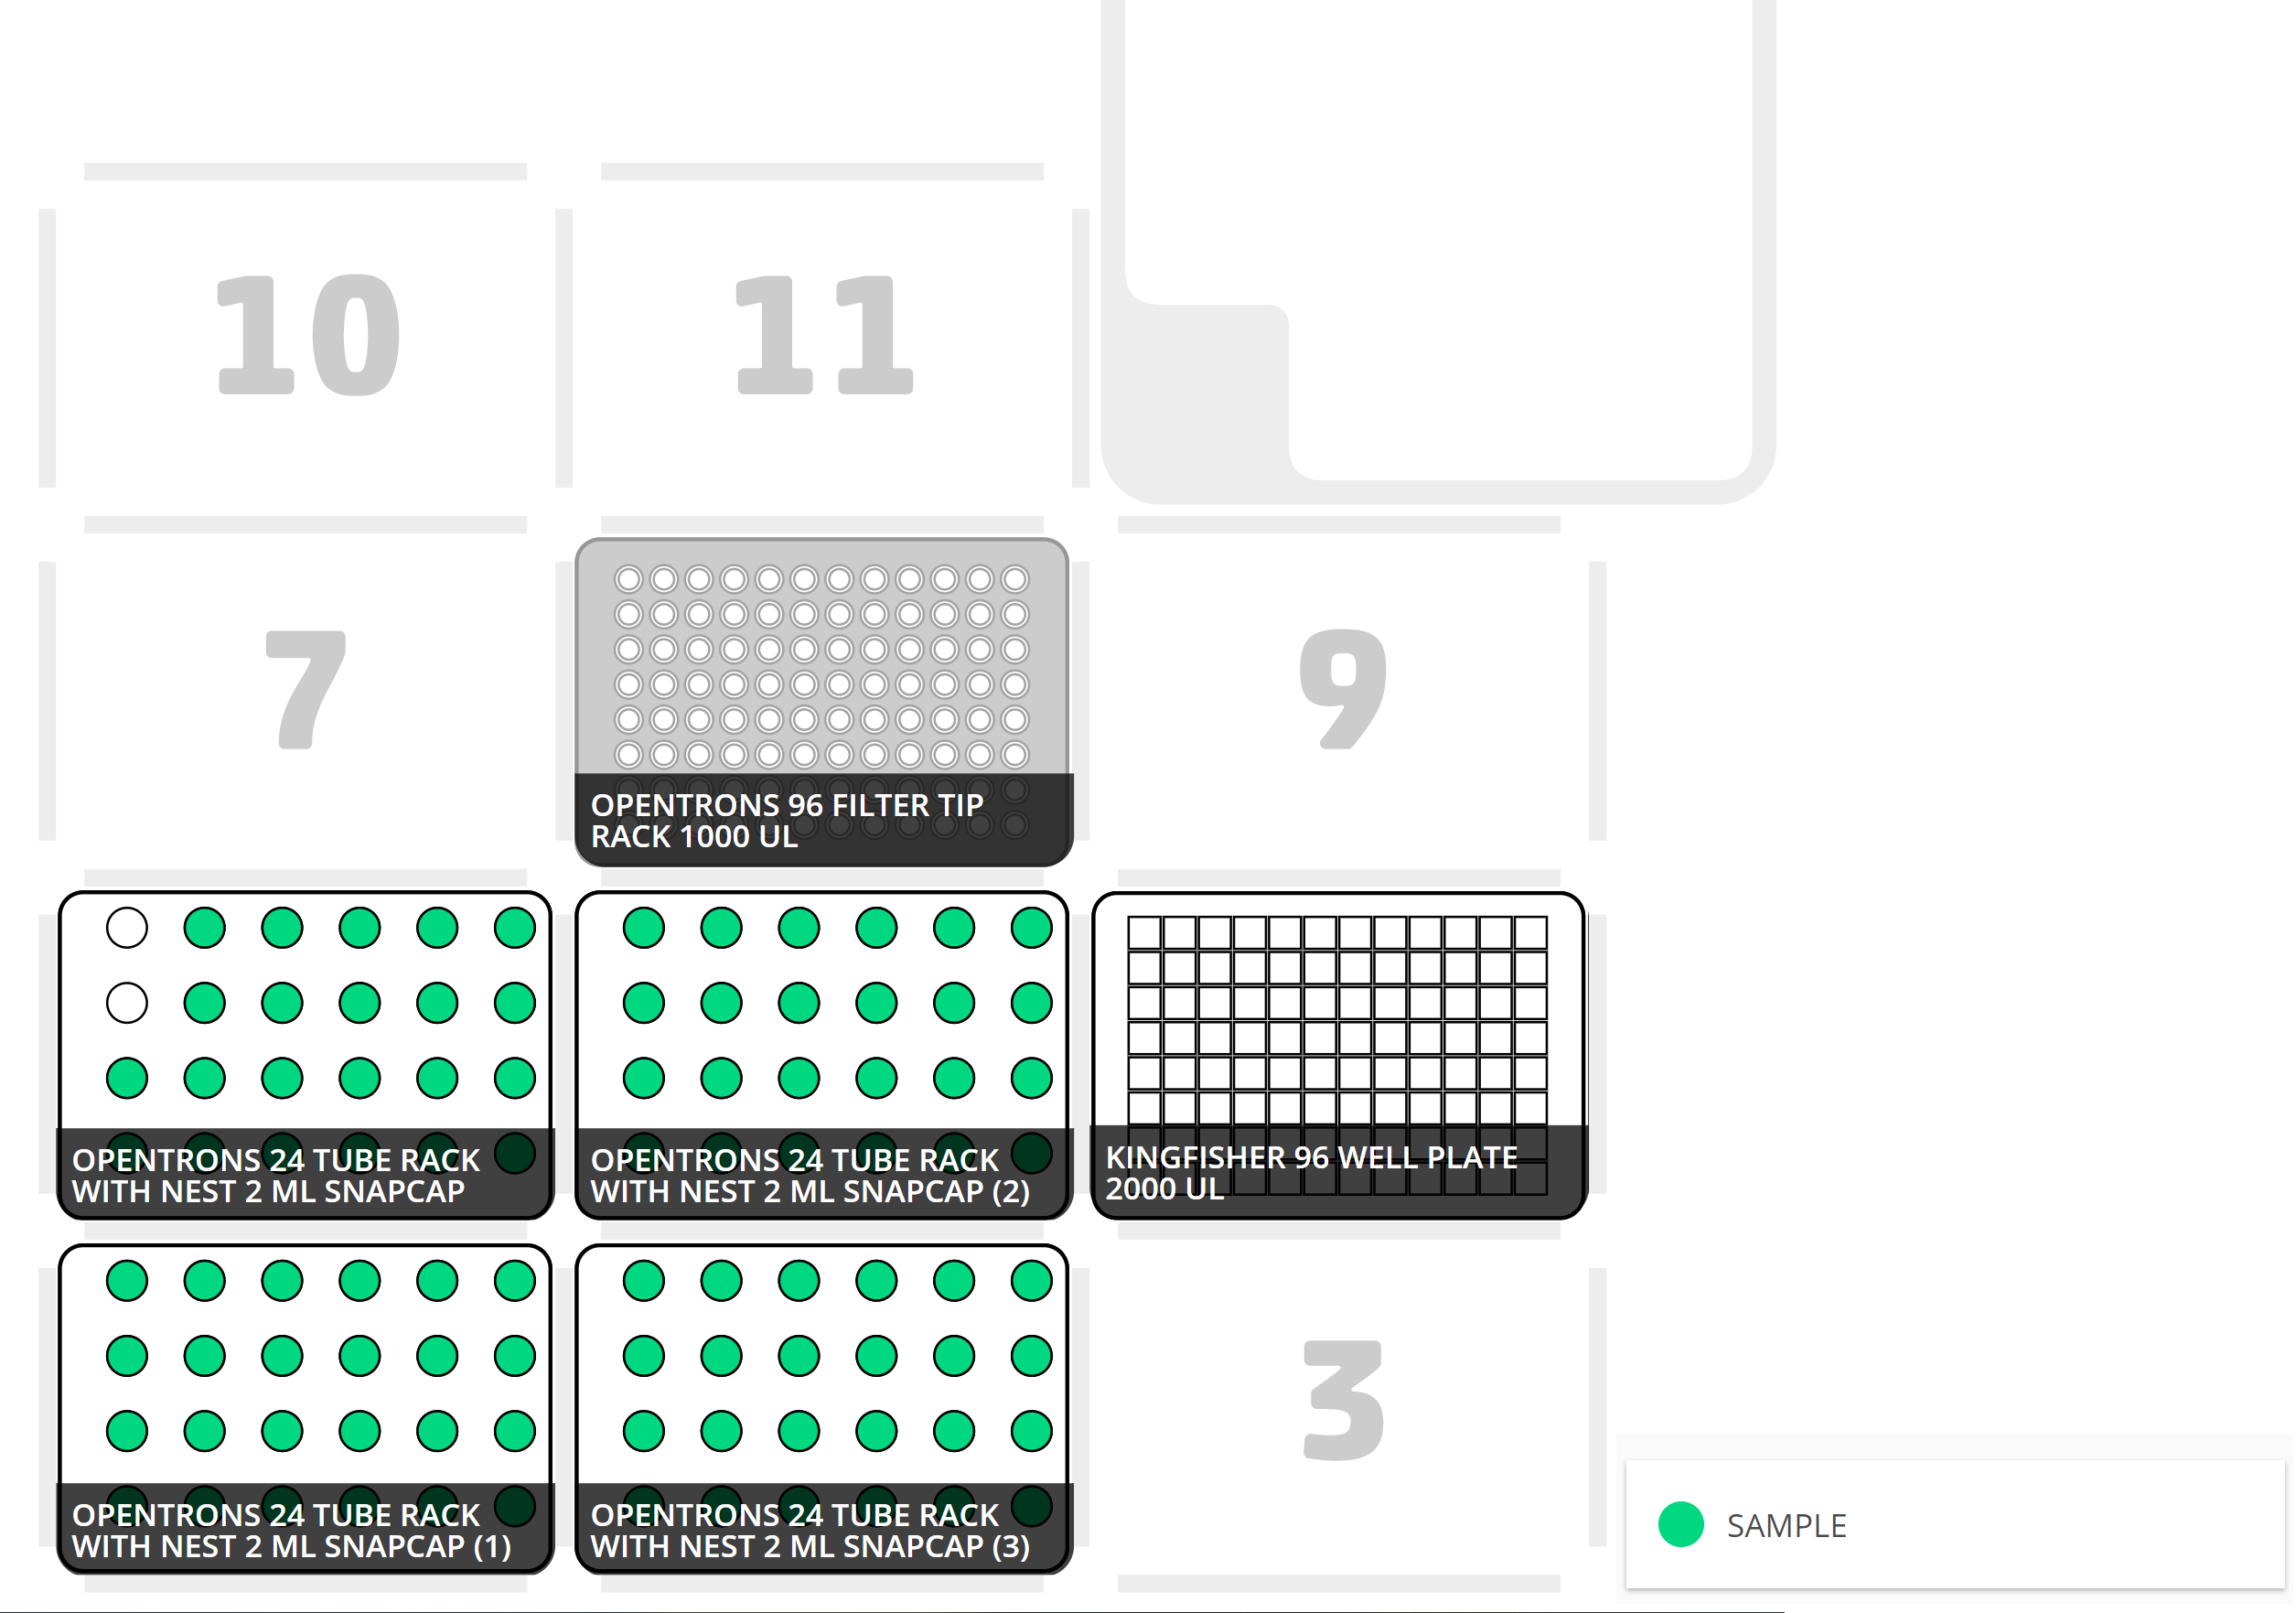 10
11
7
OPENTRONS 96 FILTER TIP
RACK 1000 UL
9
OPENTRONS 24 TUBE RACK
WITH NEST 2 ML SNAPCAP
OPENTRONS 24 TUBE RACK
WITH NEST 2 ML SNAPCAP (2)
KINGFISHER 96 WELL PLATE
2000 UL
OPENTRONS 24 TUBE RACK
WITH NEST 2 ML SNAPCAP (1)
OPENTRONS 24 TUBE RACK
WITH NEST 2 ML SNAPCAP (3)
3
SAMPLE